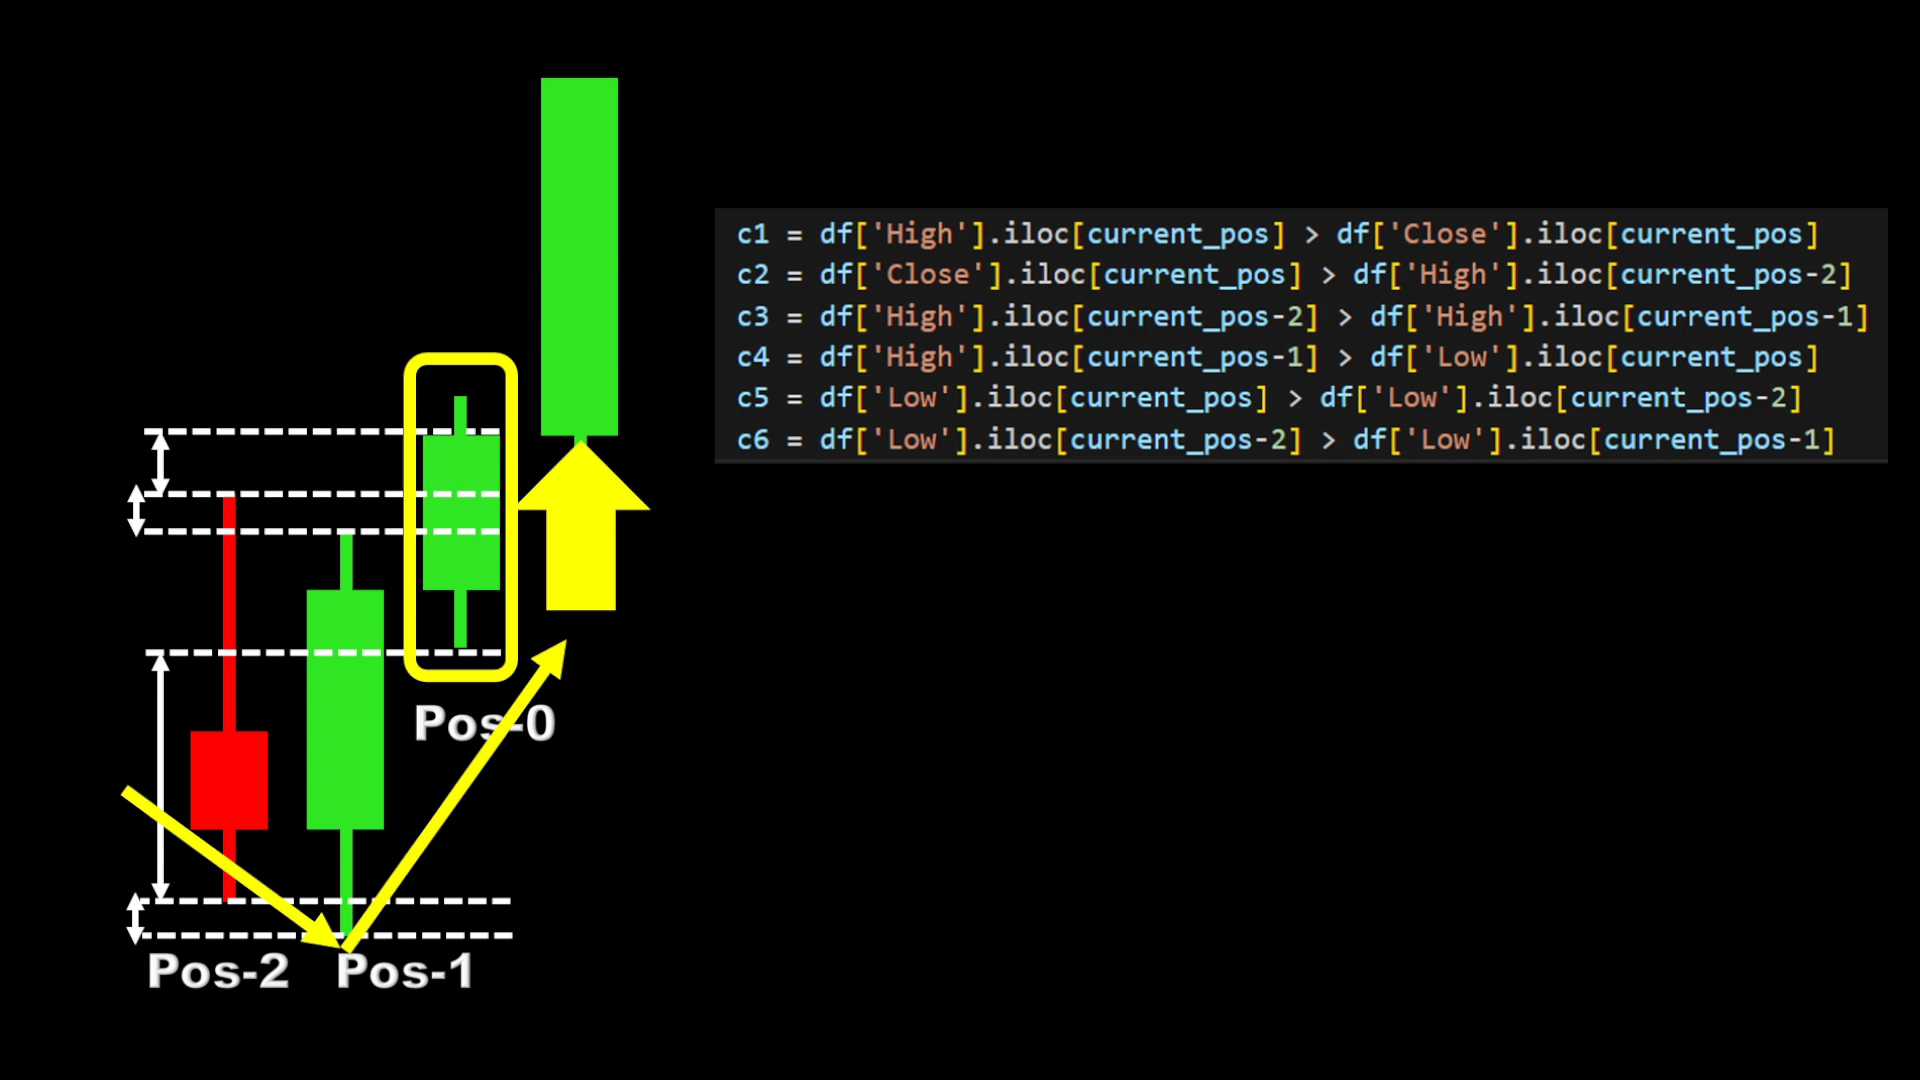 c1 = df['High'].iloc[current_pos] > df['Close'].iloc[current_pos]
c2 = df['Close'].iloc[current_pos] > df['High'].iloc[current_pos-2]
c3 = df['High'].iloc[current_pos-2] > df['High'].iloc[current_pos-1]
c4 = df['High'].iloc[current_pos-1] > df['Low'].iloc[current_pos]
c5 = df['Low'].iloc[current_pos] > df['Low'].iloc[current_pos-2]
c6 = df['Low'].iloc[current_pos-2] > df['Low'].iloc[current_pos-1]
Pos-0
Pos-2
Pos-1